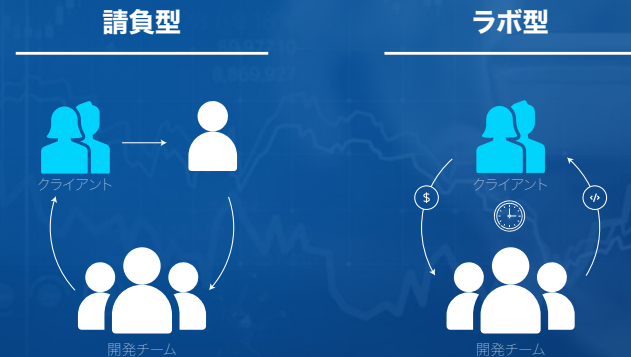 請負型
ラボ型
クライアント
クライアント
$
</>
開発チーム
開発チーム